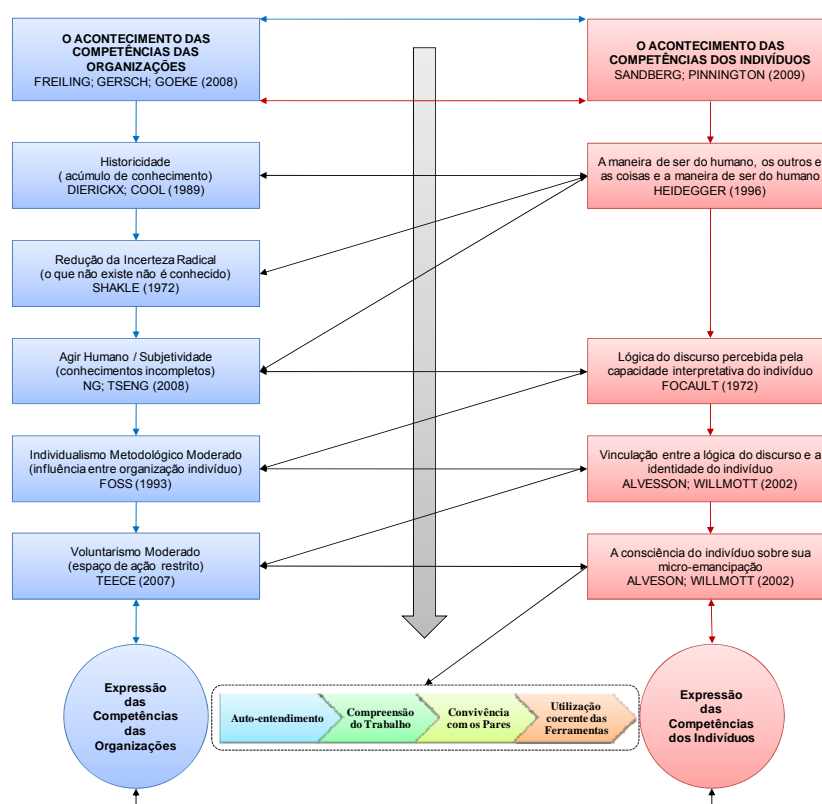 O ACONTECIMENTO DAS
COMPETÊNCIAS DAS
ORGANIZAÇÕES
FREILING; GERSCH; GOEKE (2008)
O ACONTECIMENTO DAS
COMPETÊNCIAS DOS INDIVÍDUOS
SANDBERG; PINNINGTON (2009)
Historicidade
( acúmulo de conhecimento)
DIERICKX; COOL (1989)
A maneira de ser do humano, os outros e
as coisas e a maneira de ser do humano
HEIDEGGER (1996)
Redução da Incerteza Radical
(o que não existe não é conhecido)
SHAKLE (1972)
Agir Humano / Subjetividade
(conhecimentos incompletos)
NG; TSENG (2008)
Lógica do discurso percebida pela
capacidade interpretativa do indivíduo
FOCAULT (1972)
Individualismo Metodológico Moderado
(influência entre organização indivíduo)
FOSS (1993)
Vinculação entre a lógica do discurso e a
identidade do indivíduo
ALVESSON; WILLMOTT (2002)
Voluntarismo Moderado
(espaço de ação restrito)
TEECE (2007)
A consciência do indivíduo sobre sua
micro-emancipação
ALVESON; WILLMOTT (2002)
Expressão
das
Competências
das
Organizações
Auto-entendimento
Compreensão
do Trabalho
Convivência
com os Pares
Utilização
coerente das
Ferramentas
Expressão
das
Competências
dos Indivíduos